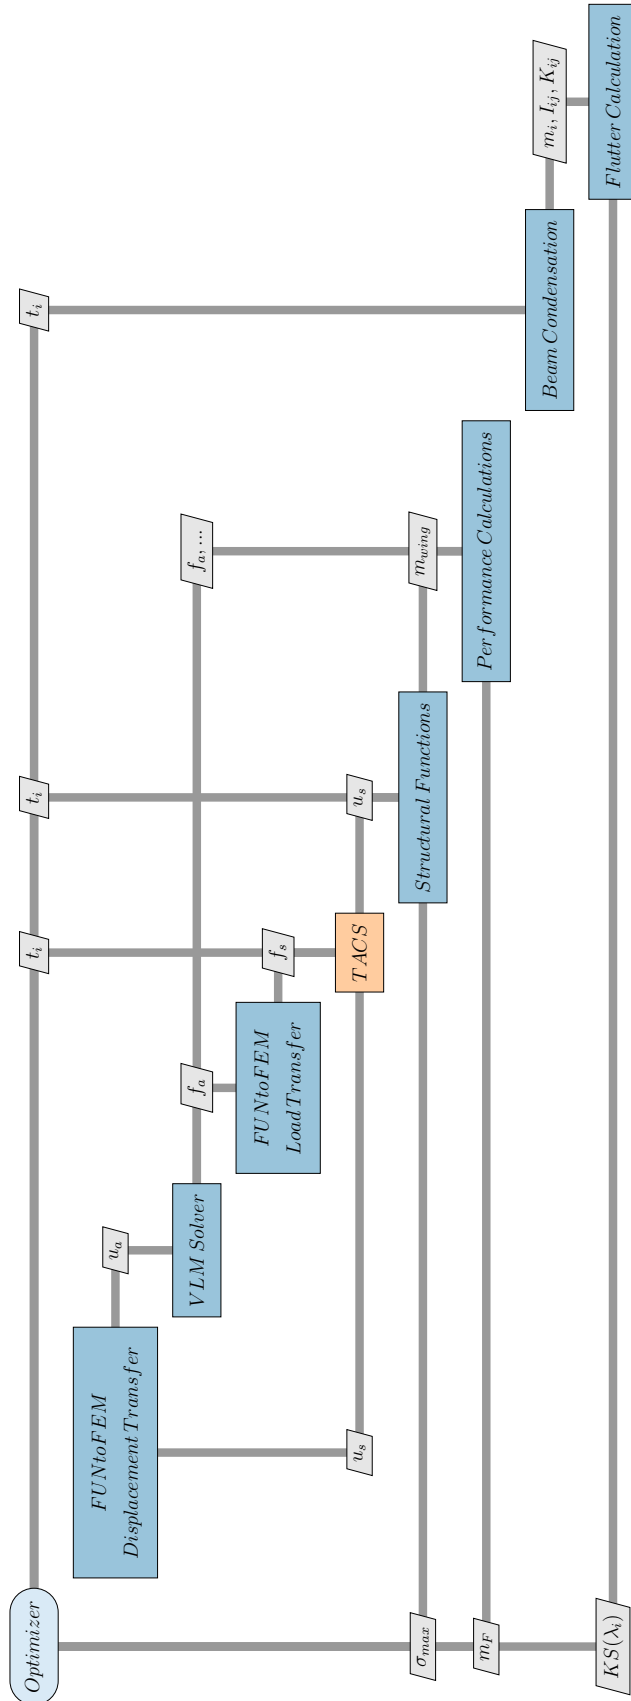 Optimizer
t_i
t_i
t_i
FUNtoFEM
Displacement Transfer
u_a
VLM Solver
f_a
f_a, ...
FUNtoFEM
Load Transfer
f_s
u_s
TACS
u_s
σ_max
Structural Functions
m_wing
m_F
Performance Calculations
Beam Condensation
m_i, I_ij, K_ij
KS(λ_i)
Flutter Calculation